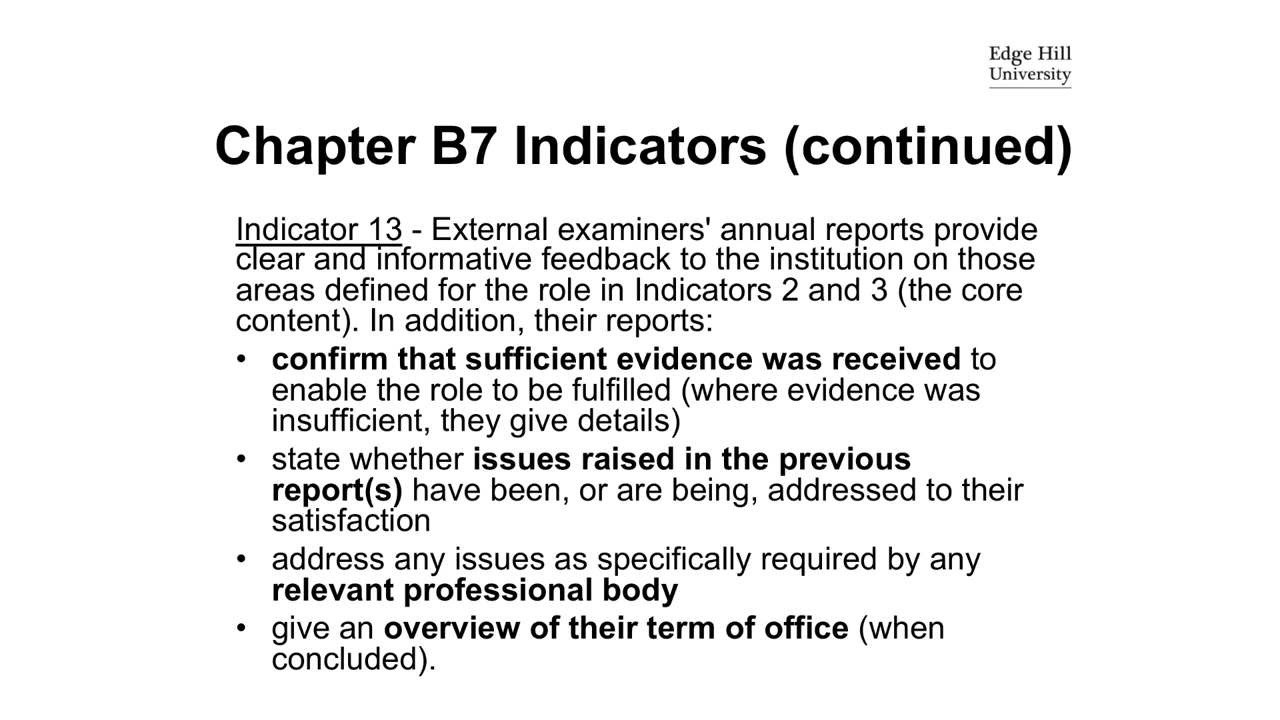 Edge Hill
University
Chapter B7 Indicators (continued)
Indicator 13 - External examiners' annual reports provide
clear and informative feedback to the institution on those
areas defined for the role in Indicators 2 and 3 (the core
content). In addition, their reports:
• confirm that sufficient evidence was received to
enable the role to be fulfilled (where evidence was
insufficient, they give details)
• state whether issues raised in the previous
report(s) have been, or are being, addressed to their
satisfaction
• address any issues as specifically required by any
relevant professional body
• give an overview of their term of office (when
concluded).